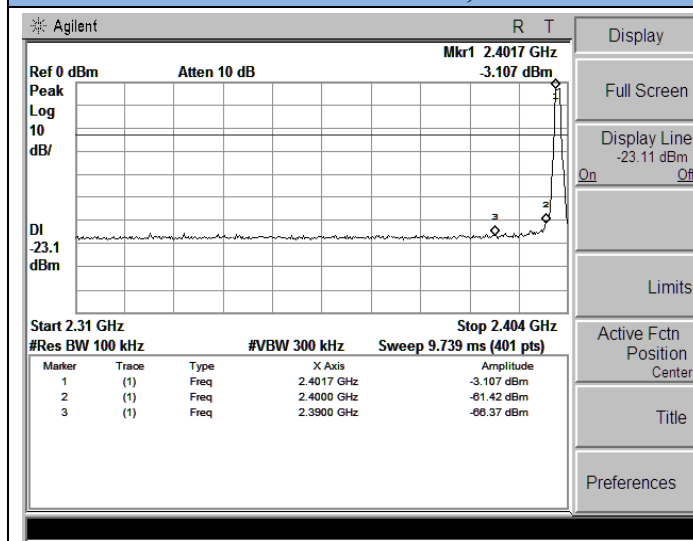 Agilent R T
Mkr1 2.4017 GHz
Ref 0 dBm Atten 10 dB -3.107 dBm
Peak
Log
10
dB/
1
3
2
DI
-23.1
dBm
Start 2.31 GHz Stop 2.404 GHz
#Res BW 100 kHz #VBW 300 kHz Sweep 9.739 ms (401 pts)
Marker Trace Type X Axis Amplitude
1 (1) Freq 2.4017 GHz -3.107 dBm
2 (1) Freq 2.4000 GHz -61.42 dBm
3 (1) Freq 2.3900 GHz -66.37 dBm
Display
Full Screen
Display Line
-23.11 dBm
On Off
Limits
Active Fctn
Position
Center
Title
Preferences